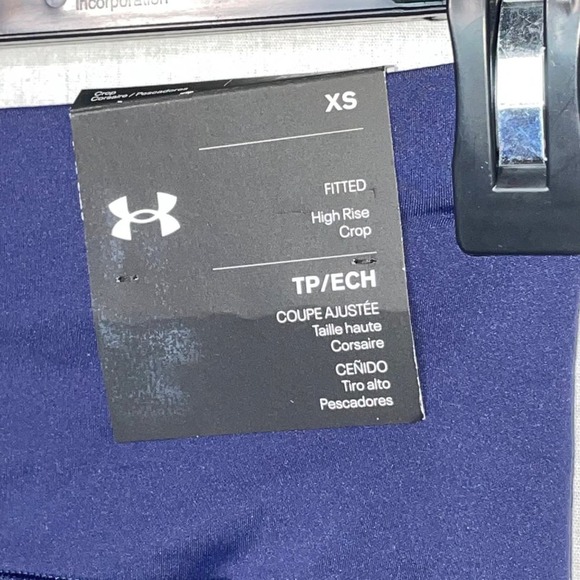 Incorporation
Crop
Corsaire / Pescadores
XS
FITTED
High Rise
Crop
TP/ECH
COUPE AJUSTÉE
Taille haute
Corsaire
CEÑIDO
Tiro alto
Pescadores